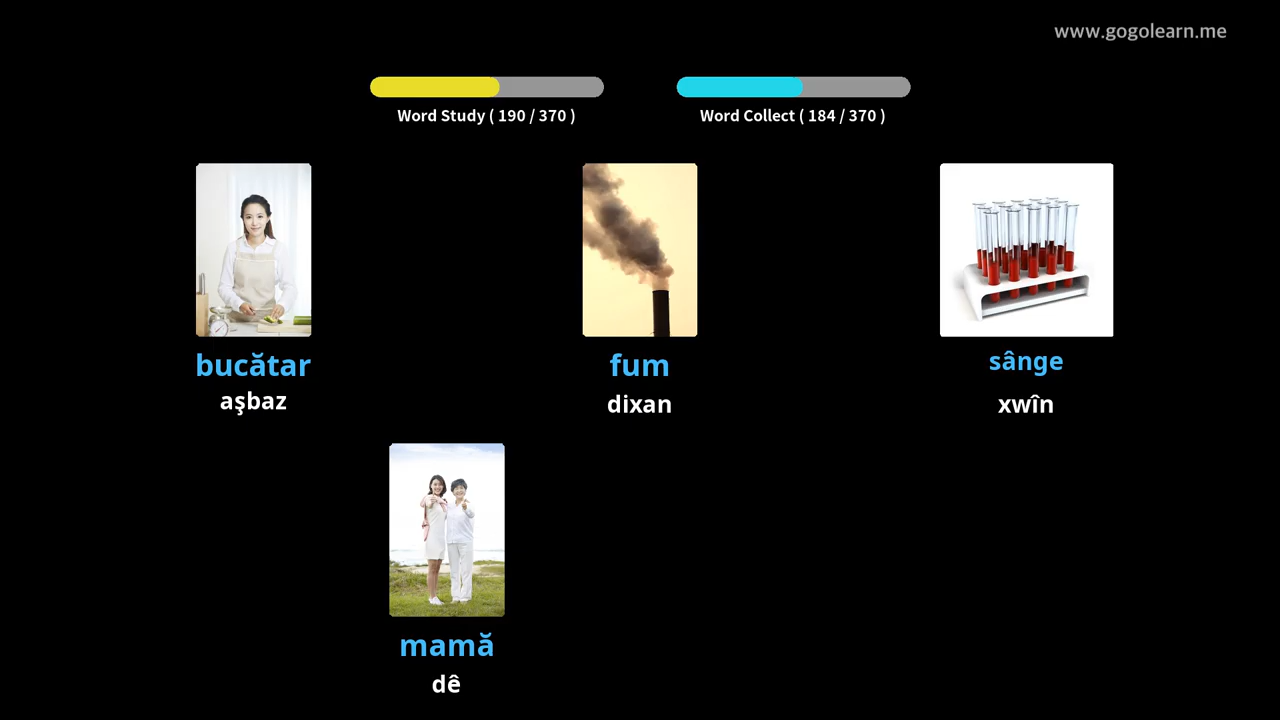 www.gogolearn.me
Word Study ( 190 / 370 )
Word Collect ( 184 / 370 )
bucătar
aşbaz
fum
dixan
sânge
xwîn
mamă
dê